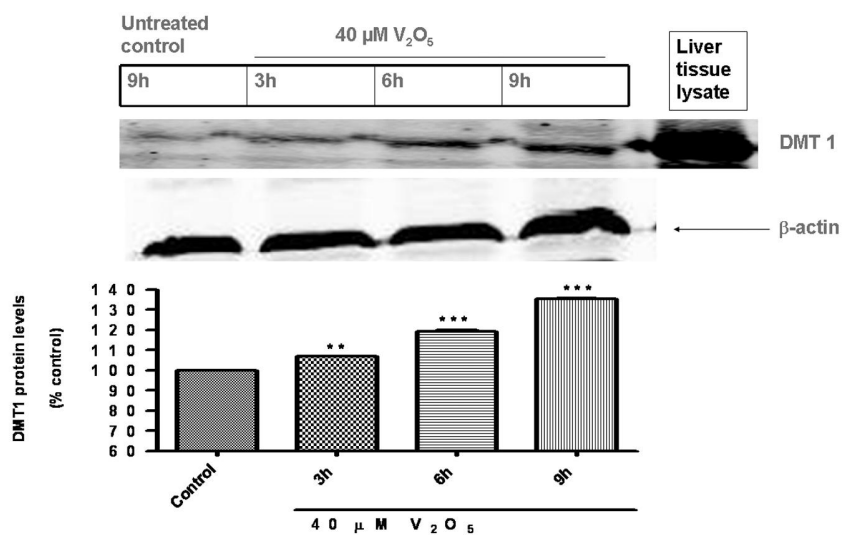 Untreated
control
40 µM V₂O₅
Liver
tissue
lysate
9h
3h
6h
9h
DMT 1
β-actin
DMT1 protein levels
(% control)
140
130
120
110
100
90
80
70
60
**
***
***
Control
3h
6h
9h
40 µM V₂O₅